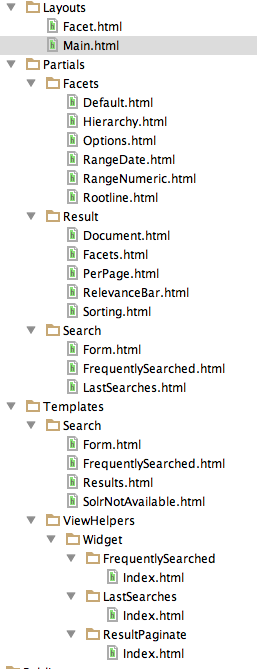 Layouts
Facet.html
Main.html
Partials
Facets
Default.html
Hierarchy.html
Options.html
RangeDate.html
RangeNumeric.html
Rootline.html
Result
Document.html
Facets.html
PerPage.html
RelevanceBar.html
Sorting.html
Search
Form.html
FrequentlySearched.html
LastSearches.html
Templates
Search
Form.html
FrequentlySearched.html
Results.html
SolrNotAvailable.html
ViewHelpers
Widget
FrequentlySearched
Index.html
LastSearches
Index.html
ResultPaginate
Index.html